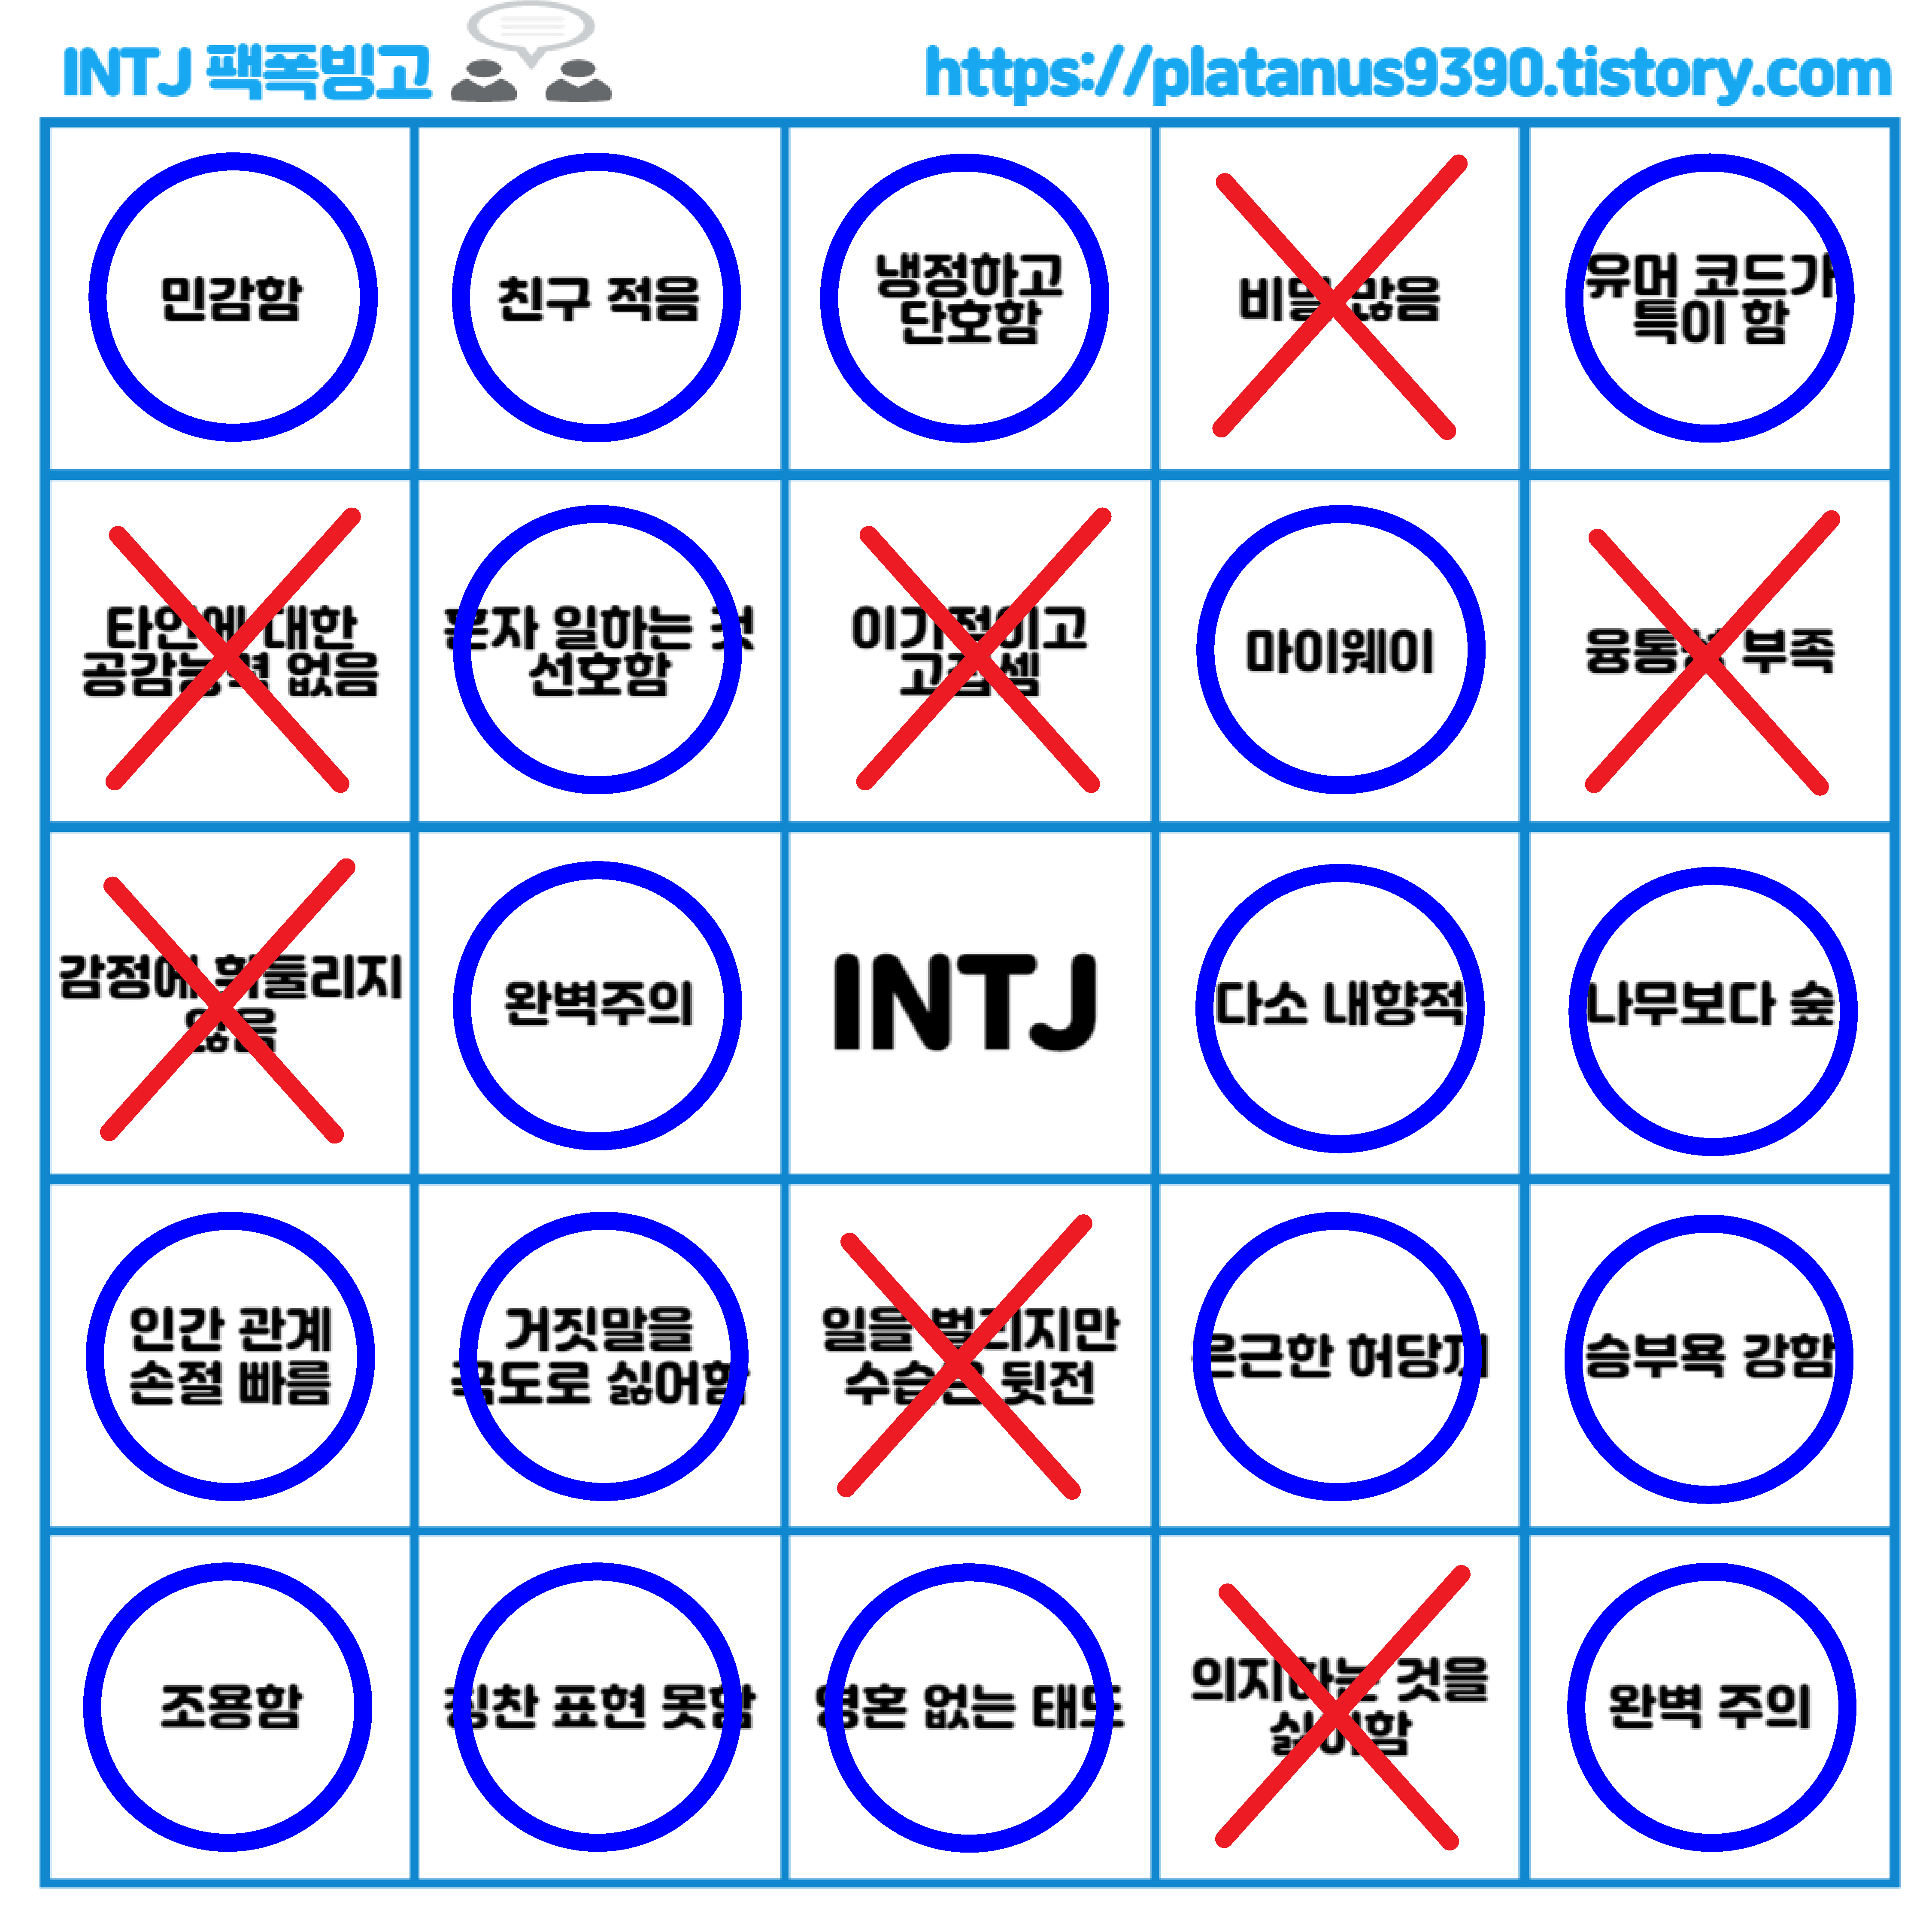 INTJ 팩폭빙고
https://platanus9390.tistory.com
민감함
친구 적음
냉정하고
단호함
비밀 많음
유머 코드가
특이 함
타인에 대한
공감능력 없음
혼자 일하는 것
선호함
이기적이고
고집셈
마이웨이
융통성 부족
감정에 휘둘리지
않음
완벽주의
INTJ
다소 내향적
나무보다 숲
인간 관계
손절 빠름
거짓말을
극도로 싫어함
일을 벌리지만
수습은 뒷전
은근한 허당끼
승부욕 강함
조용함
칭찬 표현 못함
영혼 없는 태도
의지하는 것을
싫어함
완벽 주의